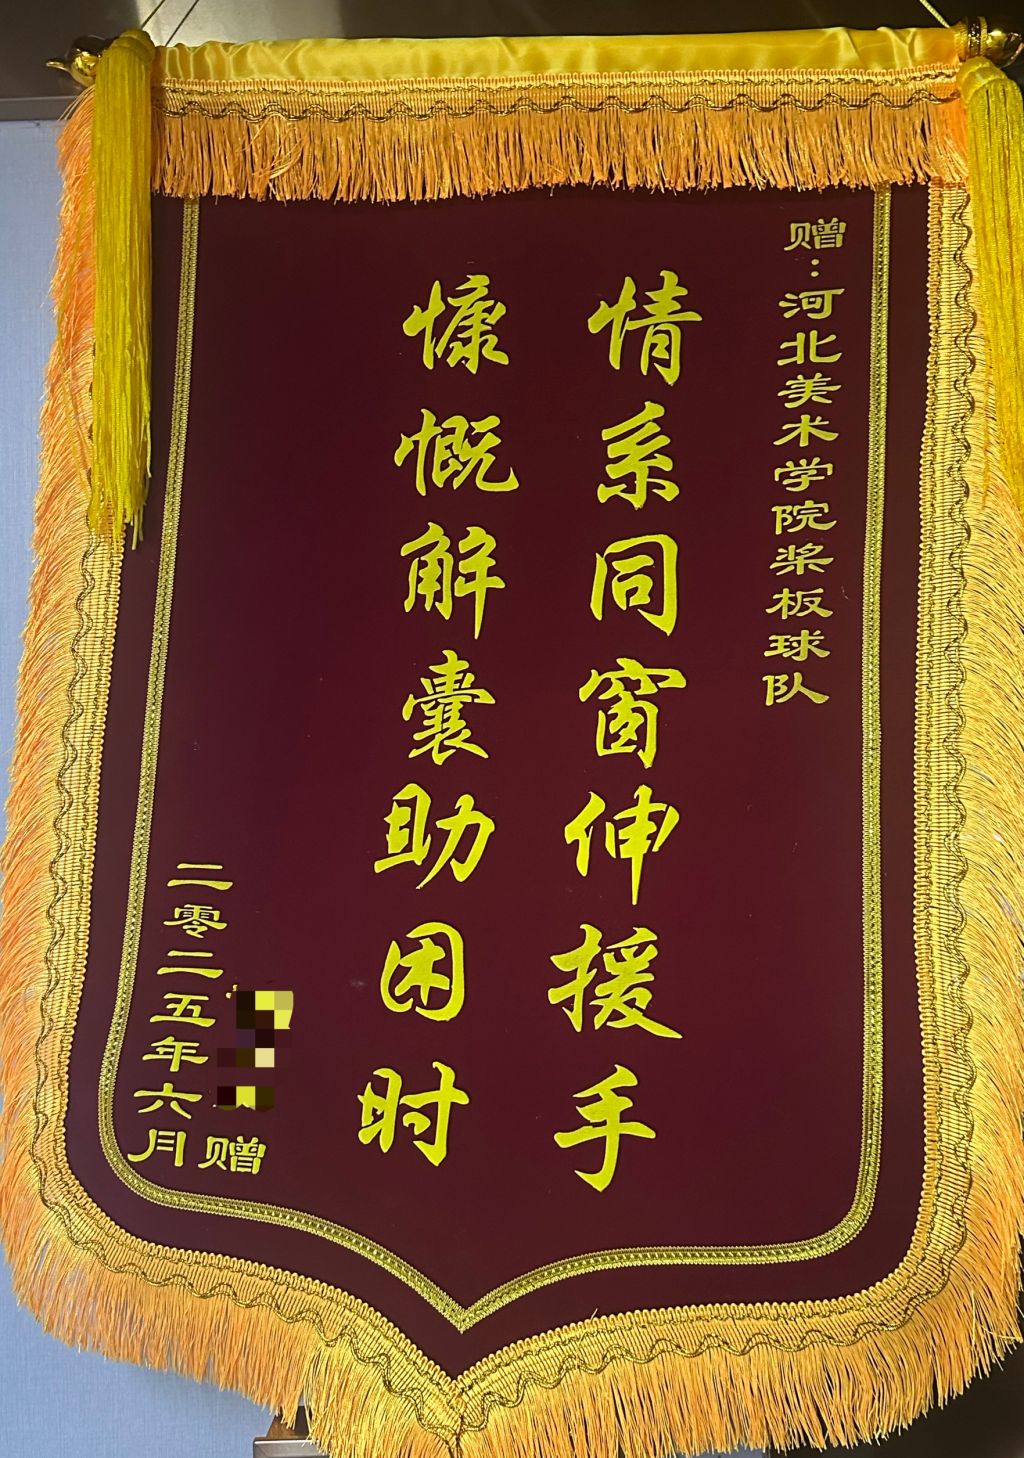 赠：河北美术学院桨板球队
情系同窗伸援手
慷慨解囊助困时
赠
二零二五年六月